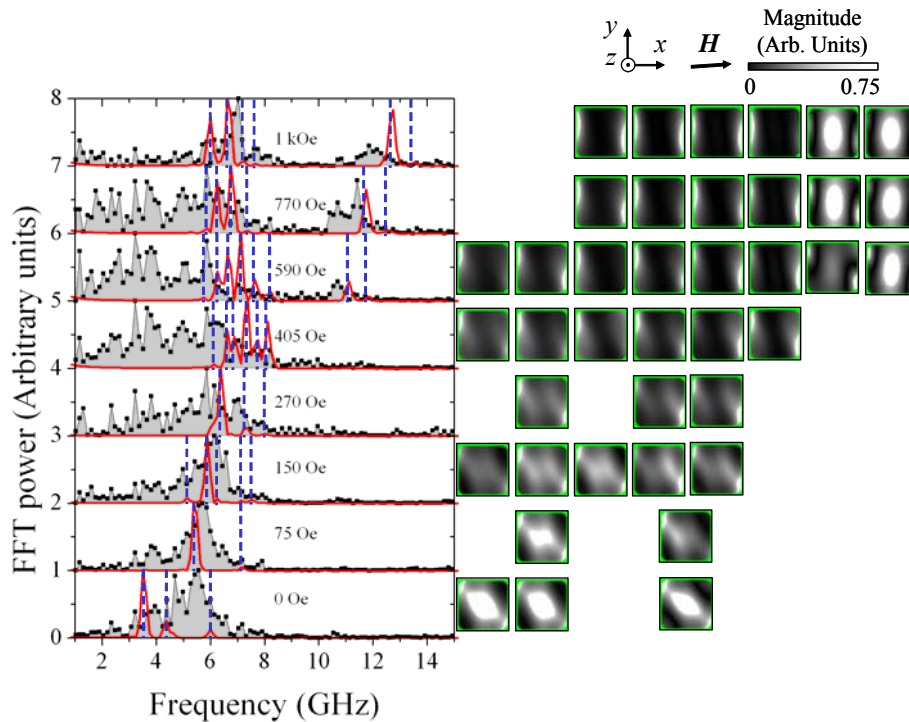 Magnitude
(Arb. Units)
y
x
z
H
0
0.75
FFT power (Arbitrary units)
8
7
6
5
4
3
2
1
0
1 kOe
770 Oe
590 Oe
405 Oe
270 Oe
150 Oe
75 Oe
0 Oe
2 4 6 8 10 12 14
Frequency (GHz)